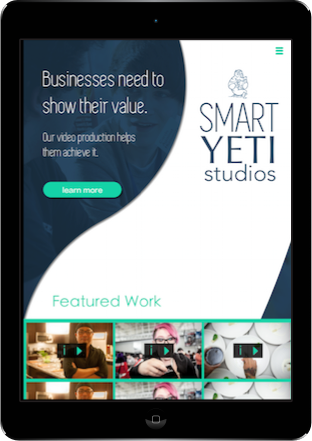 Businesses need to
show their value.
Our video production helps
them achieve it.
learn more
SMART
YETI
studios
Featured Work